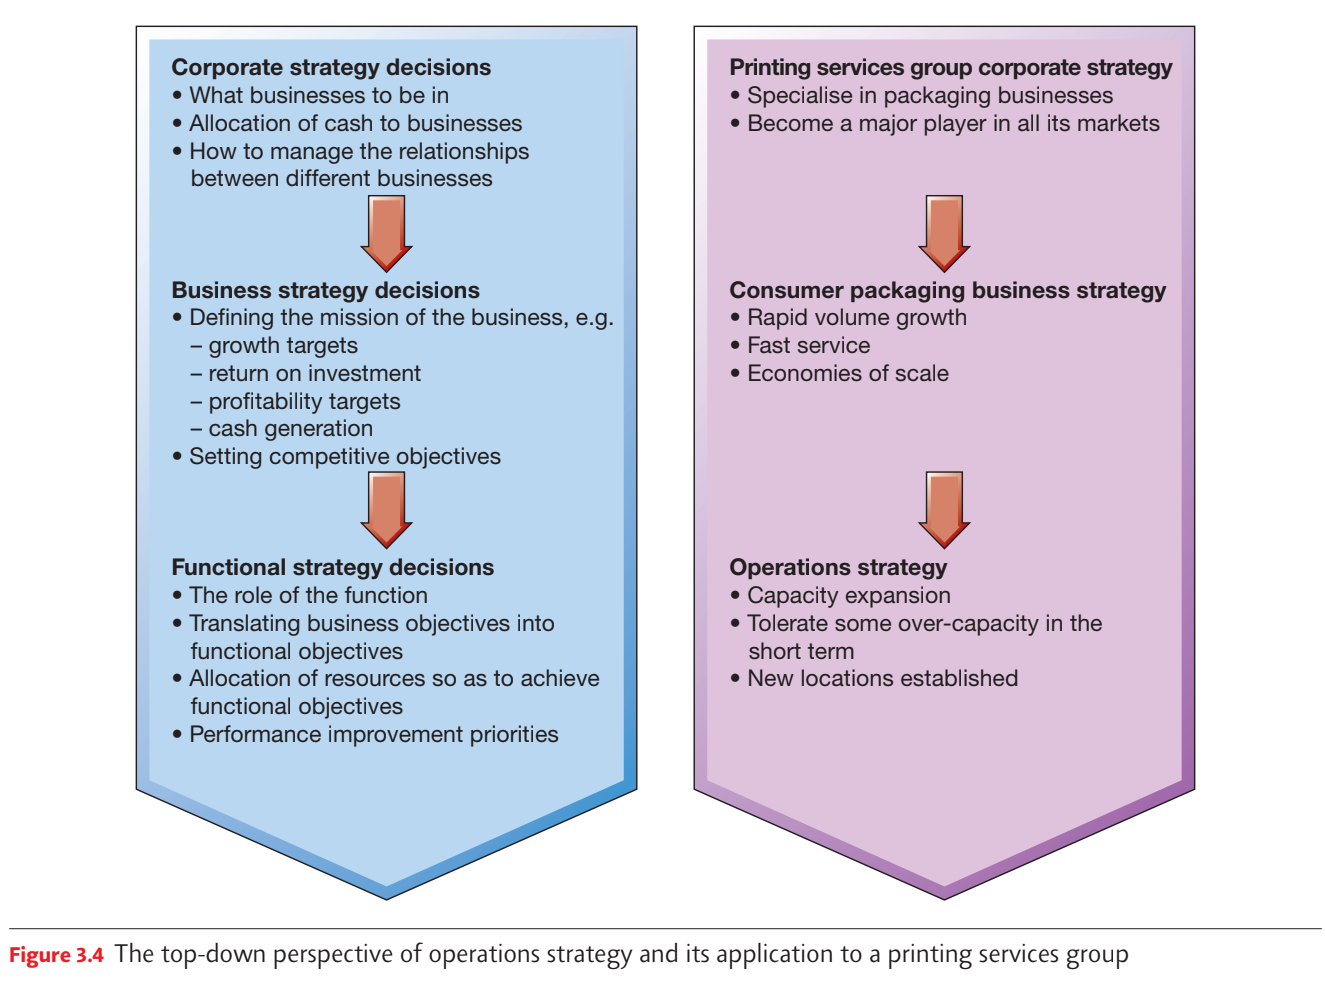 Corporate strategy decisions
• What businesses to be in
• Allocation of cash to businesses
• How to manage the relationships
between different businesses
Business strategy decisions
• Defining the mission of the business, e.g.
– growth targets
– return on investment
– profitability targets
– cash generation
• Setting competitive objectives
Functional strategy decisions
• The role of the function
• Translating business objectives into
functional objectives
• Allocation of resources so as to achieve
functional objectives
• Performance improvement priorities
Printing services group corporate strategy
• Specialise in packaging businesses
• Become a major player in all its markets
Consumer packaging business strategy
• Rapid volume growth
• Fast service
• Economies of scale
Operations strategy
• Capacity expansion
• Tolerate some over-capacity in the
short term
• New locations established
Figure 3.4 The top-down perspective of operations strategy and its application to a printing services group